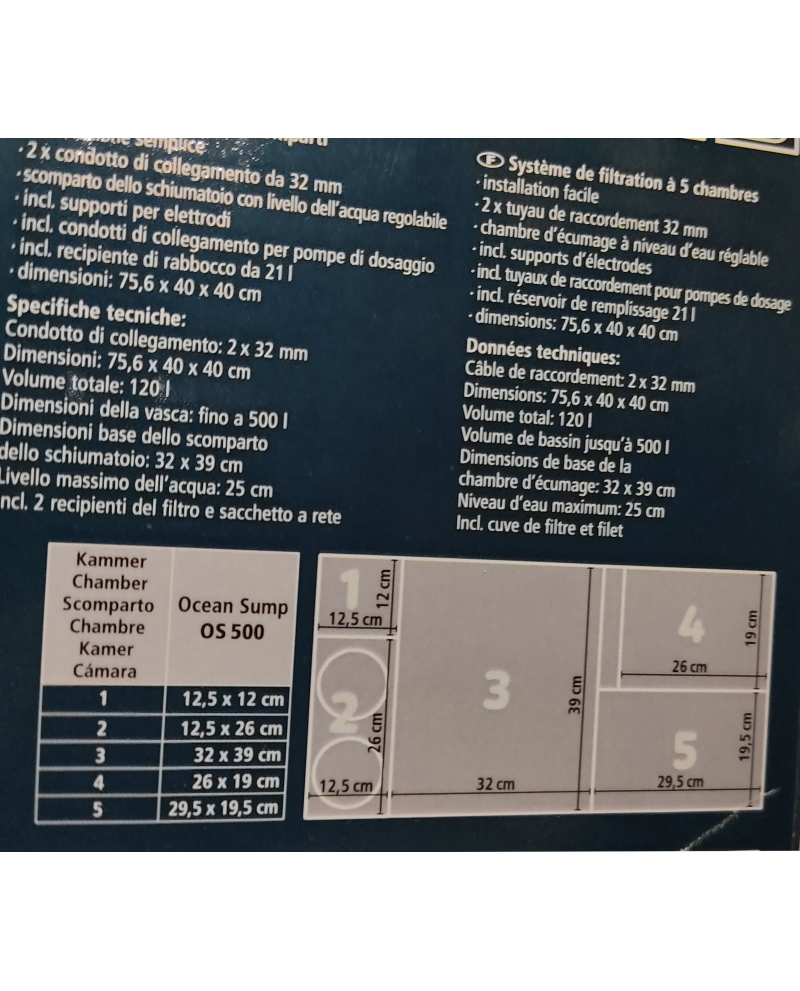 semplice
· 2 x condotto di collegamento da 32 mm
· scomparto dello schiumatoio con livello dell'acqua regolabile
· incl. supporti per elettrodi
· incl. condotti di collegamento per pompe di dosaggio
· incl. recipiente di rabbocco da 21 l
· dimensioni: 75,6 x 40 x 40 cm
Specifiche tecniche:
Condotto di collegamento: 2 x 32 mm
Dimensioni: 75,6 x 40 x 40 cm
Volume totale: 120 l
Dimensioni della vasca: fino a 500 l
Dimensioni base dello scomparto
dello schiumatoio: 32 x 39 cm
Livello massimo dell'acqua: 25 cm
ncl. 2 recipienti del filtro e sacchetto a rete
F Système de filtration à 5 chambres
· installation facile
· 2 x tuyau de raccordement 32 mm
· chambre d'écumage à niveau d'eau réglable
· incl. supports d'électrodes
· incl. tuyaux de raccordement pour pompes de dosage
· incl. réservoir de remplissage 21 l
· dimensions: 75,6 x 40 x 40 cm
Données techniques:
Câble de raccordement: 2 x 32 mm
Dimensions: 75,6 x 40 x 40 cm
Volume total: 120 l
Volume de bassin jusqu'à 500 l
Dimensions de base de la
chambre d'écumage: 32 x 39 cm
Niveau d'eau maximum: 25 cm
Incl. cuve de filtre et filet
Kammer
Chamber
Scomparto
Chambre
Kamer
Cámara
Ocean Sump
OS 500
1 12,5 x 12 cm
2 12,5 x 26 cm
3 32 x 39 cm
4 26 x 19 cm
5 29,5 x 19,5 cm
1
12 cm
12,5 cm
2
26 cm
12,5 cm
3
39 cm
32 cm
4
19 cm
26 cm
5
19,5 cm
29,5 cm